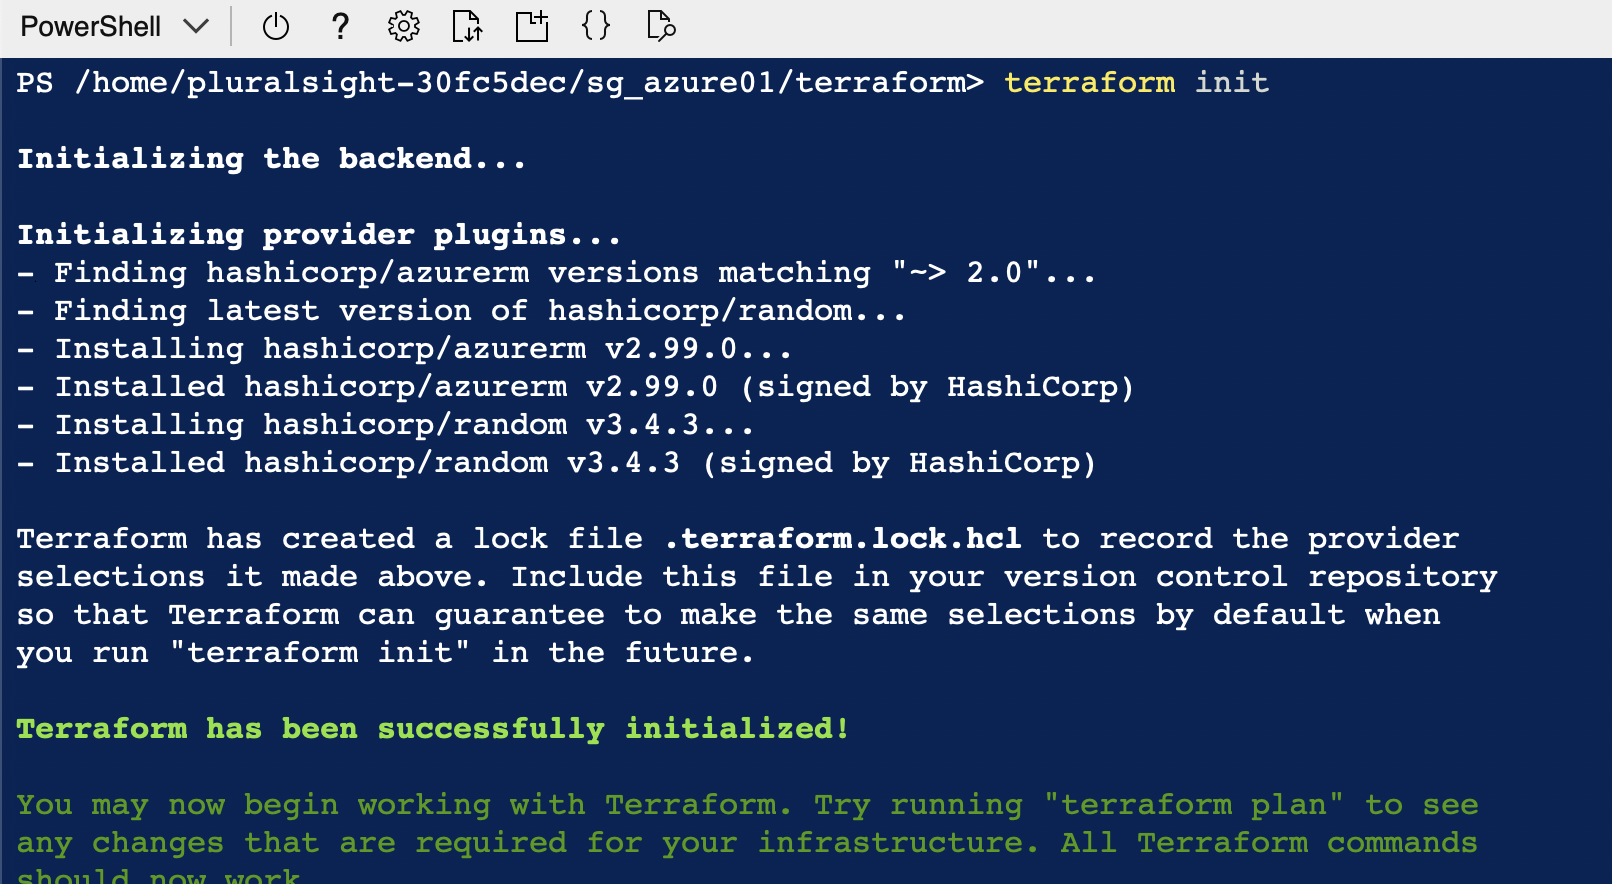 PowerShell
PS /home/pluralsight-30fc5dec/sg_azure01/terraform> terraform init
Initializing the backend...
Initializing provider plugins...
- Finding hashicorp/azurerm versions matching "~> 2.0"...
- Finding latest version of hashicorp/random...
- Installing hashicorp/azurerm v2.99.0...
- Installed hashicorp/azurerm v2.99.0 (signed by HashiCorp)
- Installing hashicorp/random v3.4.3...
- Installed hashicorp/random v3.4.3 (signed by HashiCorp)
Terraform has created a lock file .terraform.lock.hcl to record the provider
selections it made above. Include this file in your version control repository
so that Terraform can guarantee to make the same selections by default when
you run "terraform init" in the future.
Terraform has been successfully initialized!
You may now begin working with Terraform. Try running "terraform plan" to see
any changes that are required for your infrastructure. All Terraform commands
should now work